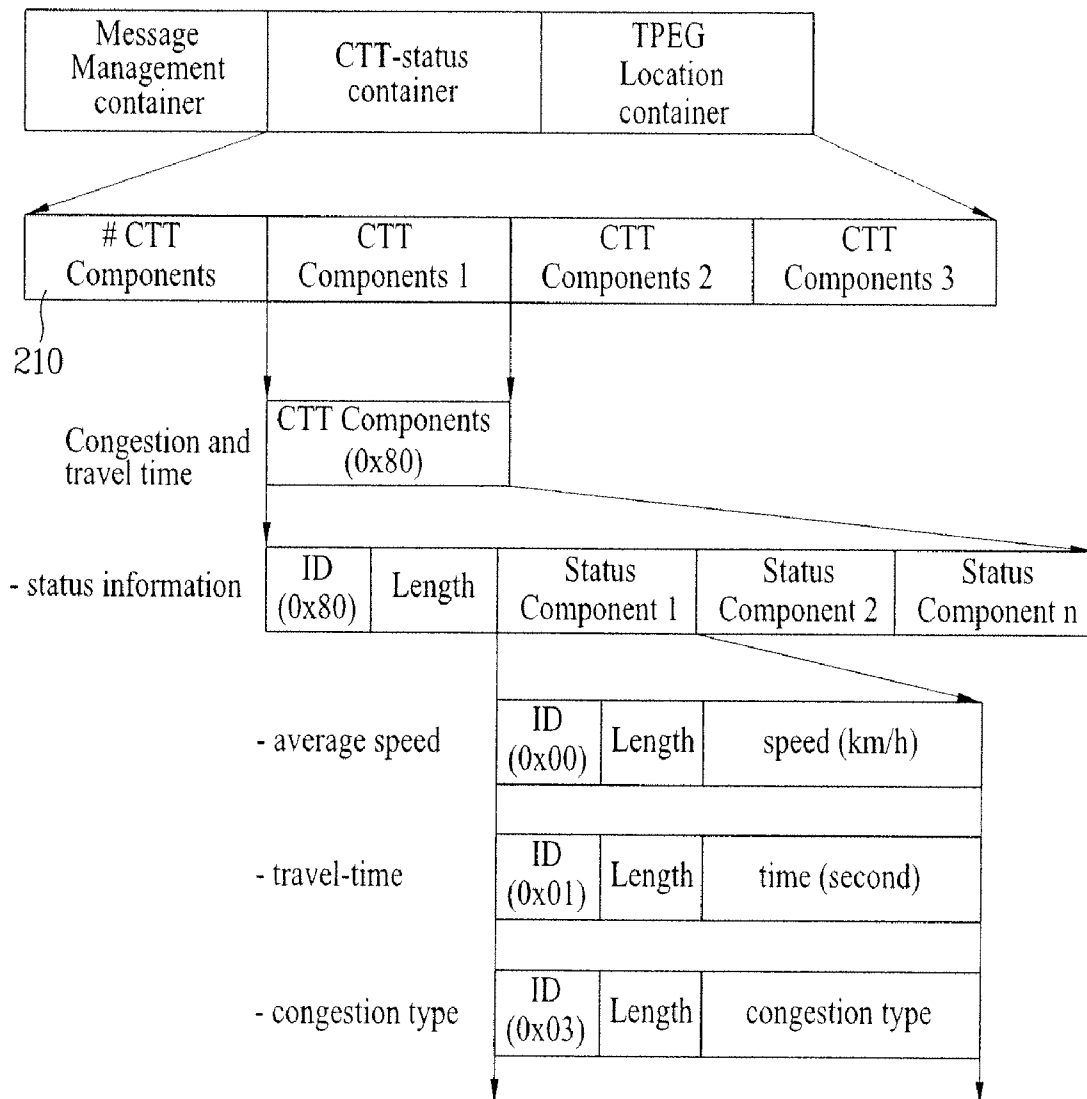 Message
Management
container
CTT-status
container
TPEG
Location
container
# CTT
Components
CTT
Components 1
CTT
Components 2
CTT
Components 3
210
Congestion and
travel time
CTT Components
(0x80)
- status information
ID
(0x80)
Length
Status
Component 1
Status
Component 2
Status
Component n
- average speed
ID
(0x00)
Length
speed (km/h)
- travel-time
ID
(0x01)
Length
time (second)
- congestion type
ID
(0x03)
Length
congestion type